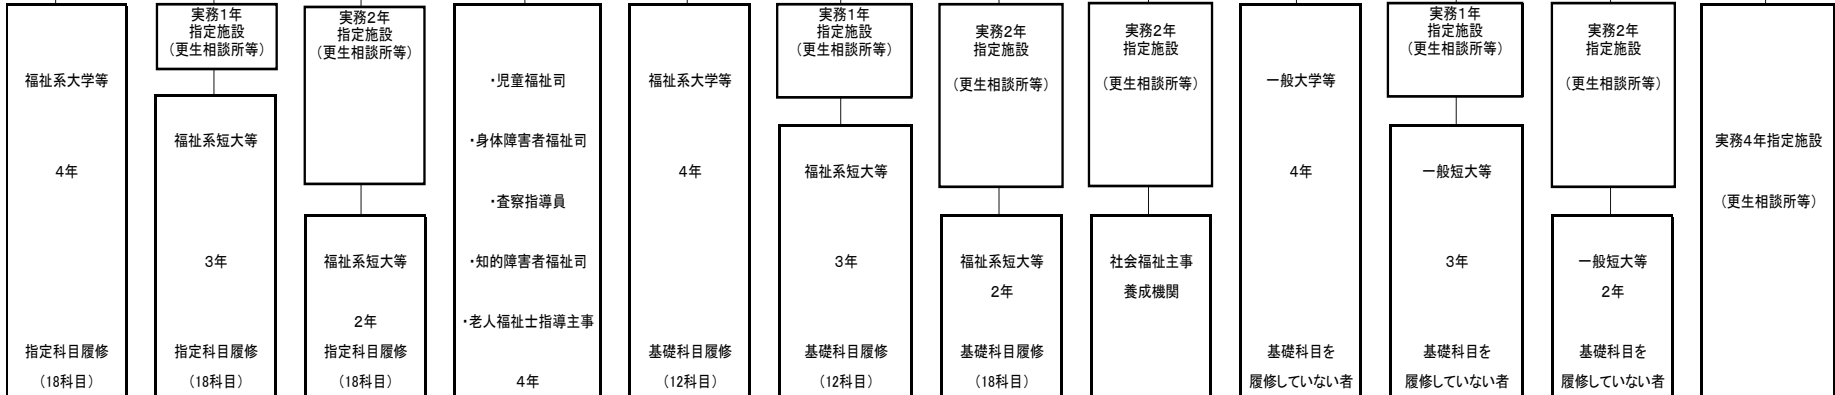 福祉系大学等
4年
指定科目履修
（18科目）
実務1年
指定施設
（更生相談所等）
福祉系短大等
3年
指定科目履修
（18科目）
実務2年
指定施設
（更生相談所等）
福祉系短大等
2年
指定科目履修
（18科目）
・児童福祉司
・身体障害者福祉司
・査察指導員
・知的障害者福祉司
・老人福祉士指導主事
4年
福祉系大学等
4年
基礎科目履修
（12科目）
実務1年
指定施設
（更生相談所等）
福祉系短大等
3年
基礎科目履修
（12科目）
実務2年
指定施設
（更生相談所等）
福祉系短大等
2年
基礎科目履修
（18科目）
実務2年
指定施設
（更生相談所等）
社会福祉主事
養成機関
一般大学等
4年
基礎科目を
履修していない者
実務1年
指定施設
（更生相談所等）
一般短大等
3年
基礎科目を
履修していない者
実務2年
指定施設
（更生相談所等）
一般短大等
2年
基礎科目を
履修していない者
実務4年指定施設
（更生相談所等）